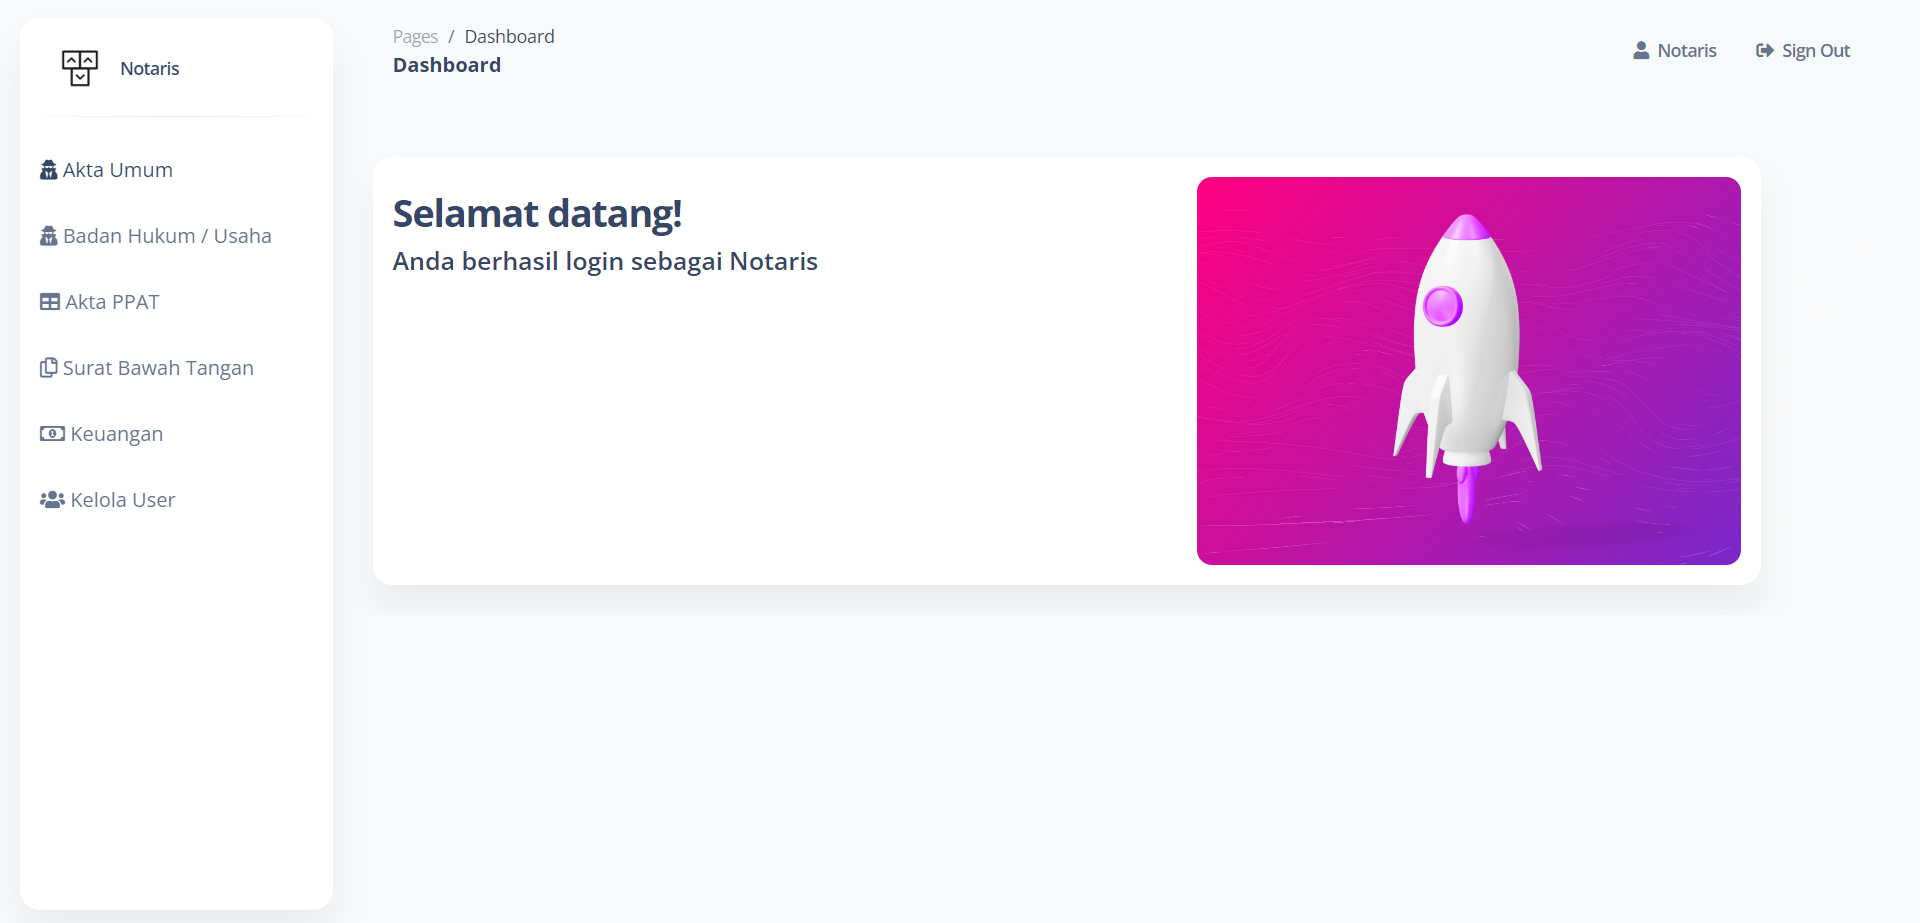 Notaris
Akta Umum
Badan Hukum / Usaha
Akta PPAT
Surat Bawah Tangan
Keuangan
Kelola User
Pages / Dashboard
Dashboard
Notaris
Sign Out
Selamat datang!
Anda berhasil login sebagai Notaris